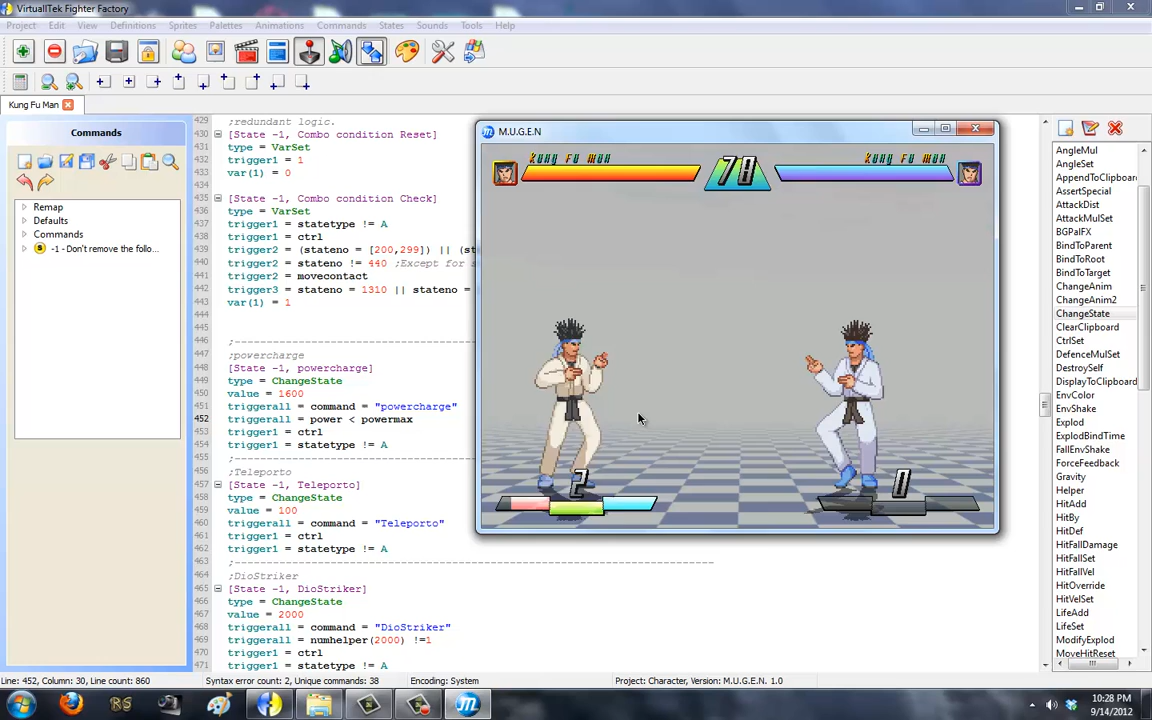 VirtuallTek Fighter Factory
Project Edit View Definitions Sprites Palettes Animations Commands States Sounds Tools Help
Kung Fu Man
Commands
Remap
Defaults
Commands
-1 - Don't remove the follo...
429 ;redundant logic.
430 [State -1, Combo condition Reset]
431 type = VarSet
432 trigger1 = 1
433 var(1) = 0
434
435 [State -1, Combo condition Check]
436 type = VarSet
437 trigger1 = statetype != A
438 trigger1 = ctrl
439 trigger2 = (stateno = [200,299]) || (st
440 trigger2 = stateno != 440 ;Except for s
441 trigger2 = movecontact
442 trigger3 = stateno = 1310 || stateno =
443 var(1) = 1
444
445
446 ;---------------------------------------
447 ;powercharge
448 [State -1, powercharge]
449 type = ChangeState
450 value = 1600
451 triggerall = command = "powercharge"
452 triggerall = power < powermax
453 trigger1 = ctrl
454 trigger1 = statetype != A
455 ;---------------------------------------
456 ;Teleporto
457 [State -1, Teleporto]
458 type = ChangeState
459 value = 100
460 triggerall = command = "Teleporto"
461 trigger1 = ctrl
462 trigger1 = statetype != A
463 ;---------------------------------------------------------------------------
464 ;DioStriker
465 [State -1, DioStriker]
466 type = ChangeState
467 value = 2000
468 triggerall = command = "DioStriker"
469 triggerall = numhelper(2000) !=1
470 trigger1 = ctrl
471 trigger1 = statetype != A
M.U.G.E.N
Kung Fu Man
78
Kung Fu Man
2
0
AngleMul
AngleSet
AppendToClipboard
AssertSpecial
AttackDist
AttackMulSet
BGPalFX
BindToParent
BindToRoot
BindToTarget
ChangeAnim
ChangeAnim2
ChangeState
ClearClipboard
CtrlSet
DefenceMulSet
DestroySelf
DisplayToClipboard
EnvColor
EnvShake
Explod
ExplodBindTime
FallEnvShake
ForceFeedback
Gravity
Helper
HitAdd
HitBy
HitDef
HitFallDamage
HitFallSet
HitFallVel
HitOverride
HitVelSet
LifeAdd
LifeSet
ModifyExplod
MoveHitReset
Line: 452, Column: 30, Line count: 860
Syntax error count: 2, Unique commands: 38
Encoding: System
Project: Character, Version: M.U.G.E.N. 1.0
10:28 PM
9/14/2012